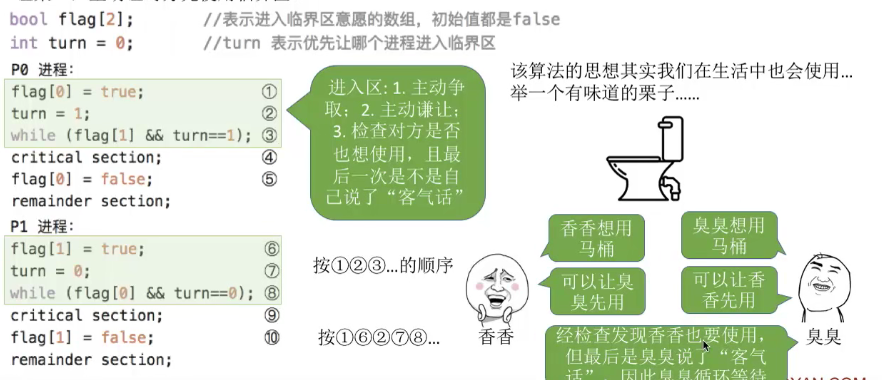 bool flag[2];        //表示进入临界区意愿的数组，初始值都是false
int turn = 0;        //turn 表示优先让哪个进程进入临界区
P0 进程：
flag[0] = true;        ①
turn = 1;        ②
while (flag[1] && turn==1);  ③
critical section;        ④
flag[0] = false;        ⑤
remainder section;
P1 进程：
flag[1] = true;        ⑥
turn = 0;        ⑦
while (flag[0] && turn==0);  ⑧
critical section;        ⑨
flag[1] = false;        ⑩
remainder section;
进入区: 1. 主动争
取；2. 主动谦让；
3. 检查对方是否
也想使用，且最
后一次是不是自
己说了“客气话”
该算法的思想其实我们在生活中也会使用...
举一个有味道的栗子......
按①②③...的顺序
按①⑥②⑦⑧...
香香想用
马桶
可以让臭
臭先用
香香
臭臭想用
马桶
可以让香
香先用
臭臭
经检查发现香香也要使用，
但最后是臭臭说了“客气
话”，因此臭臭循环等待
YAN.COM